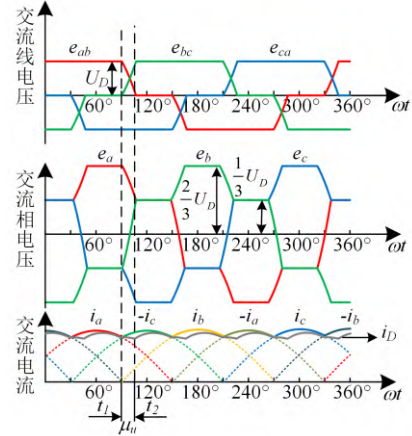 交流线电压
e_ab
e_bc
e_ca
U_D
60° 120° 180° 240° 300° 360°
ωt
交流相电压
e_a
e_b
e_c
2/3 U_D
1/3 U_D
60° 120° 180° 240° 300° 360°
ωt
交流电流
i_a
-i_c
i_b
-i_a
i_c
-i_b
i_D
60° 120° 180° 240° 300° 360°
ωt
t_1
μ_u
t_2